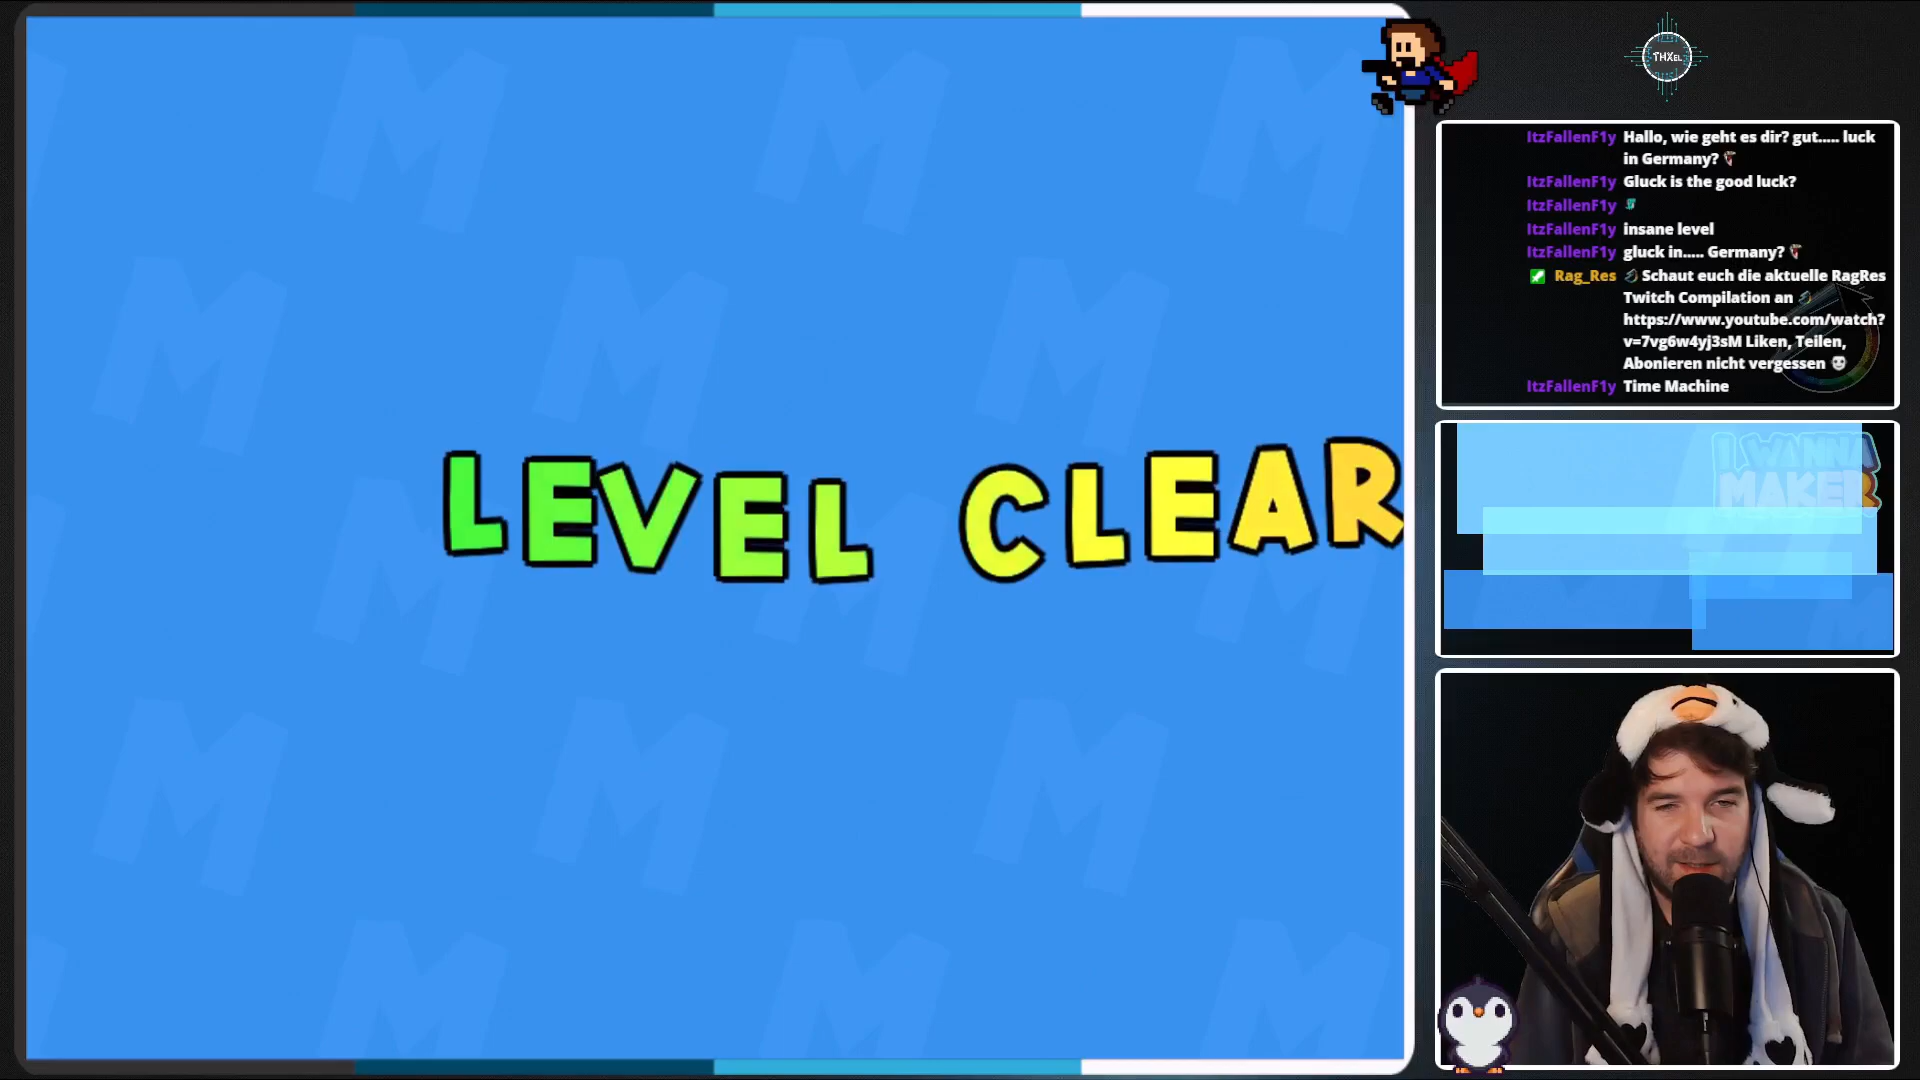 LEVEL CLEAR
THXEL
ItzFallenF1y Hallo, wie geht es dir? gut..... luck
in Germany?
ItzFallenF1y Gluck is the good luck?
ItzFallenF1y
ItzFallenF1y insane level
ItzFallenF1y gluck in..... Germany?
Rag_Res Schaut euch die aktuelle RagRes
Twitch Compilation an
https://www.youtube.com/watch?
v=7vg6w4yj3sM Liken, Teilen,
Abonieren nicht vergessen
ItzFallenF1y Time Machine
I WANNA
MAKER